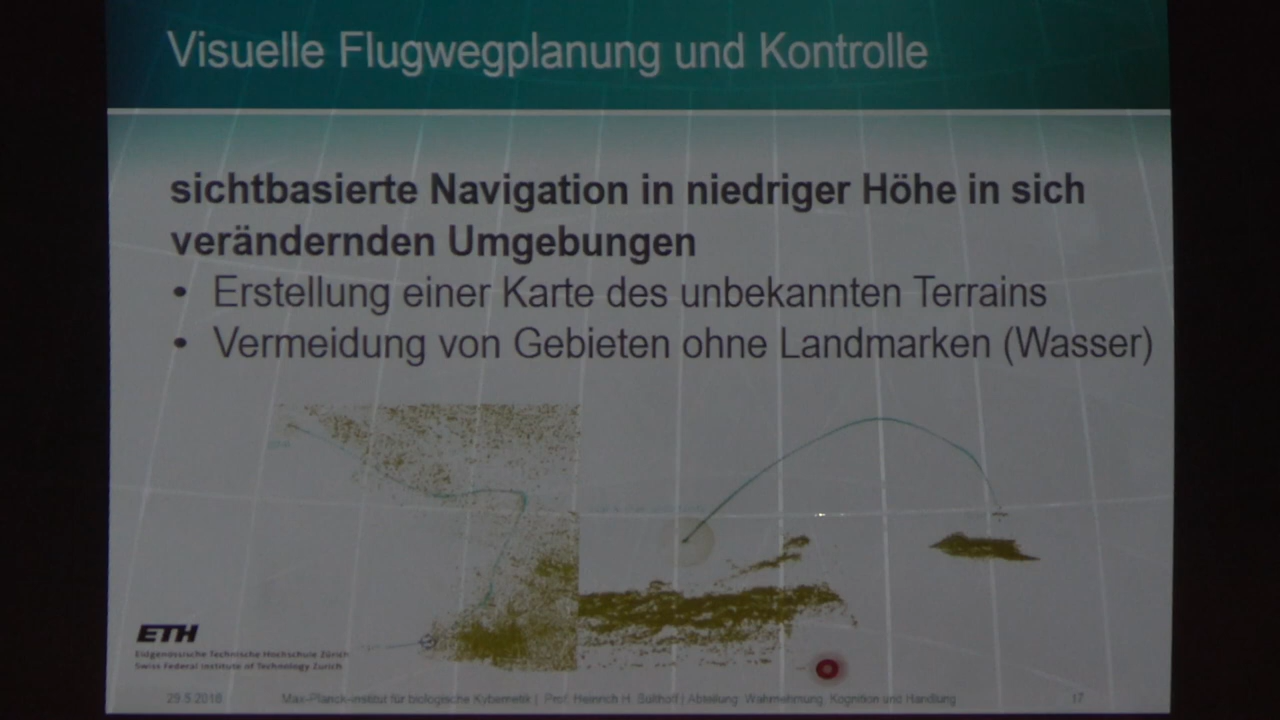 Visuelle Flugwegplanung und Kontrolle
sichtbasierte Navigation in niedriger Höhe in sich
verändernden Umgebungen
• Erstellung einer Karte des unbekannten Terrains
• Vermeidung von Gebieten ohne Landmarken (Wasser)
ETH
Eidgenössische Technische Hochschule Zürich
Swiss Federal Institute of Technology Zurich
29.5.2018 Max-Planck-Institut für biologische Kybernetik | Prof. Heinrich H. Bülthoff | Abteilung: Wahrnehmung, Kognition und Handlung 17